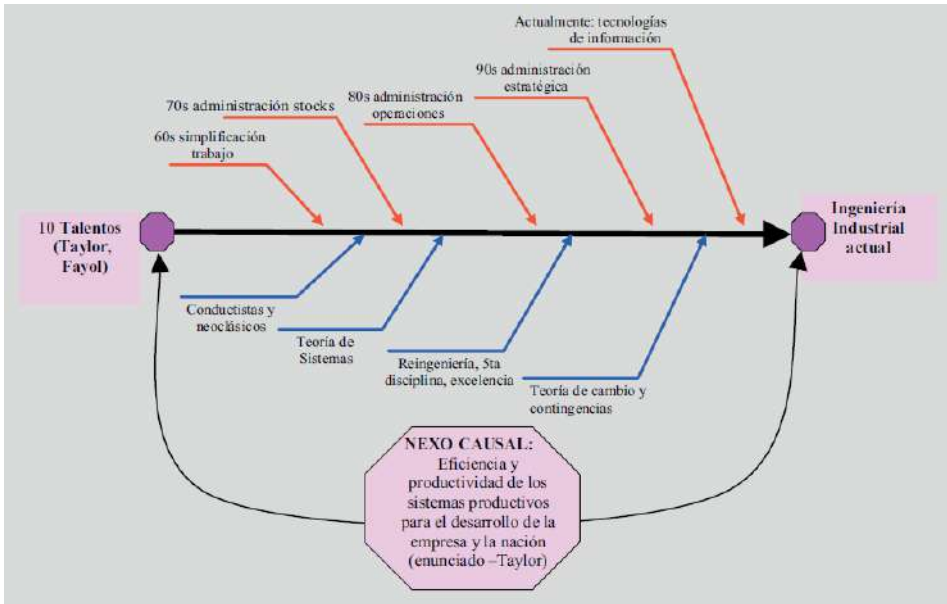 Actualmente: tecnologías
de información
90s administración
estratégica
80s administración
operaciones
70s administración stocks
60s simplificación
trabajo
10 Talentos
(Taylor,
Fayol)
Ingeniería
Industrial
actual
Conductistas y
neoclásicos
Teoría de
Sistemas
Reingeniería, 5ta
disciplina, excelencia
Teoría de cambio y
contingencias
NEXO CAUSAL:
Eficiencia y
productividad de los
sistemas productivos
para el desarrollo de la
empresa y la nación
(enunciado –Taylor)